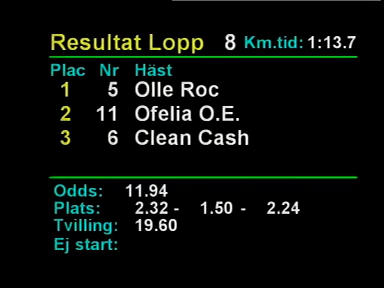 Resultat Lopp 8 Km.tid: 1:13.7
Plac Nr Häst
1 5 Olle Roc
2 11 Ofelia O.E.
3 6 Clean Cash
Odds: 11.94
Plats: 2.32 - 1.50 - 2.24
Tvilling: 19.60
Ej start: